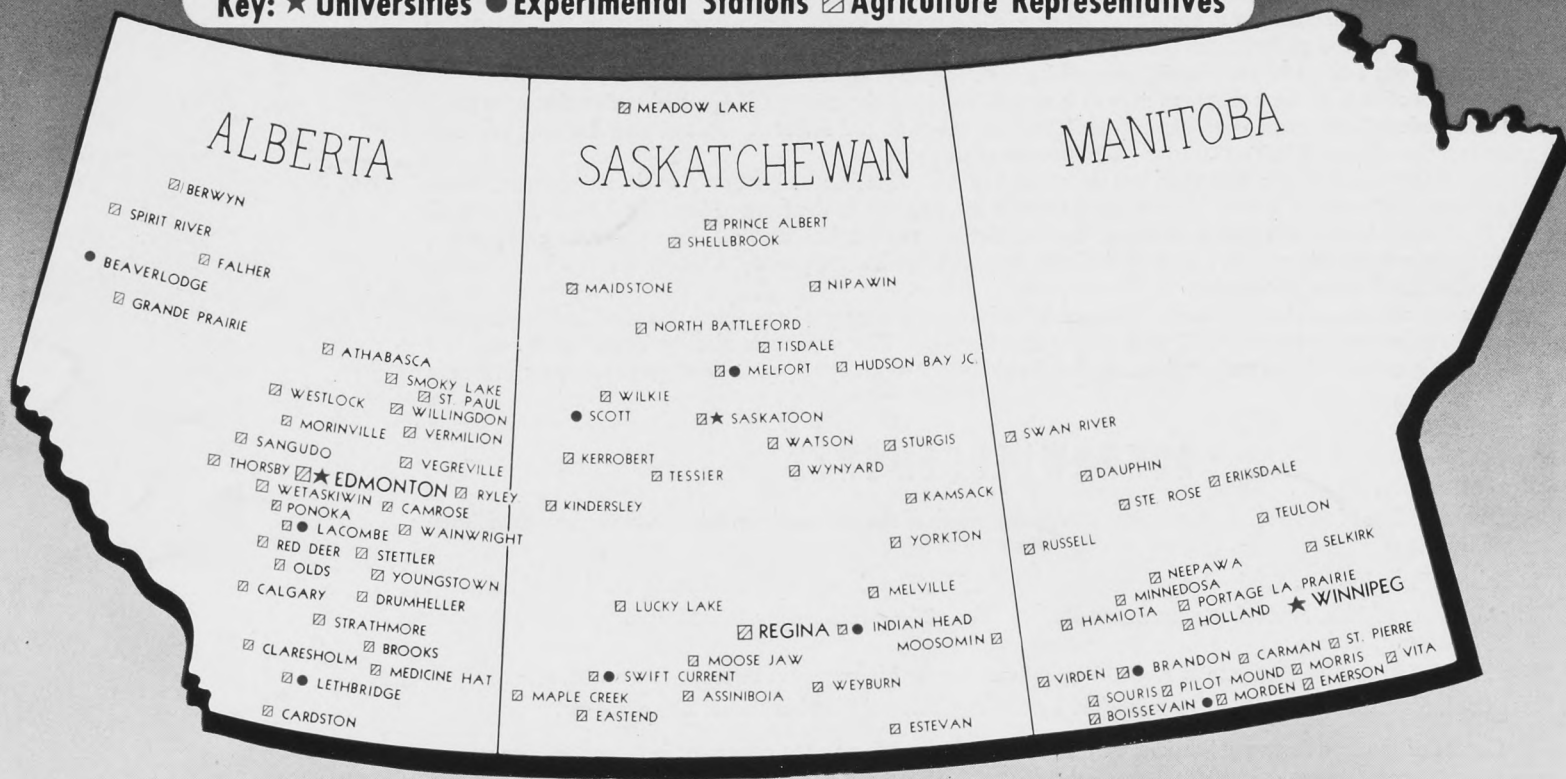 Key: ★ Universities ● Experimental Stations ☑ Agriculture Representatives
ALBERTA
BERWYN
SPIRIT RIVER
FALHER
BEAVERLODGE
GRANDE PRAIRIE
ATHABASCA
SMOKY LAKE
ST. PAUL
WESTLOCK
WILLINGDON
MORINVILLE
VERMILION
SANGUDO
VEGREVILLE
THORSBY
EDMONTON
RYLEY
WETASKIWIN
CAMROSE
PONOKA
LACOMBE
WAINWRIGHT
RED DEER
STETTLER
OLDS
YOUNGSTOWN
CALGARY
DRUMHELLER
STRATHMORE
BROOKS
CLARESHOLM
MEDICINE HAT
LETHBRIDGE
CARDSTON
MEADOW LAKE
SASKATCHEWAN
PRINCE ALBERT
SHELLBROOK
MAIDSTONE
NIPAWIN
NORTH BATTLEFORD
TISDALE
MELFORT
HUDSON BAY JC.
WILKIE
SCOTT
SASKATOON
WATSON
STURGIS
KERROBERT
TESSIER
WYNYARD
KAMSACK
KINDERSLEY
YORKTON
MELVILLE
LUCKY LAKE
REGINA
INDIAN HEAD
MOOSOMIN
MOOSE JAW
SWIFT CURRENT
WEYBURN
MAPLE CREEK
ASSINIBOIA
EASTEND
ESTEVAN
MANITOBA
SWAN RIVER
DAUPHIN
ERIKSDALE
STE. ROSE
TEULON
RUSSELL
SELKIRK
NEEPAWA
MINNEDOSA
PORTAGE LA PRAIRIE
HAMIOTA
HOLLAND
WINNIPEG
VIRDEN
BRANDON
CARMAN
ST. PIERRE
SOURIS
PILOT MOUND
MORRIS
VITA
BOISSEVAIN
MORDEN
EMERSON